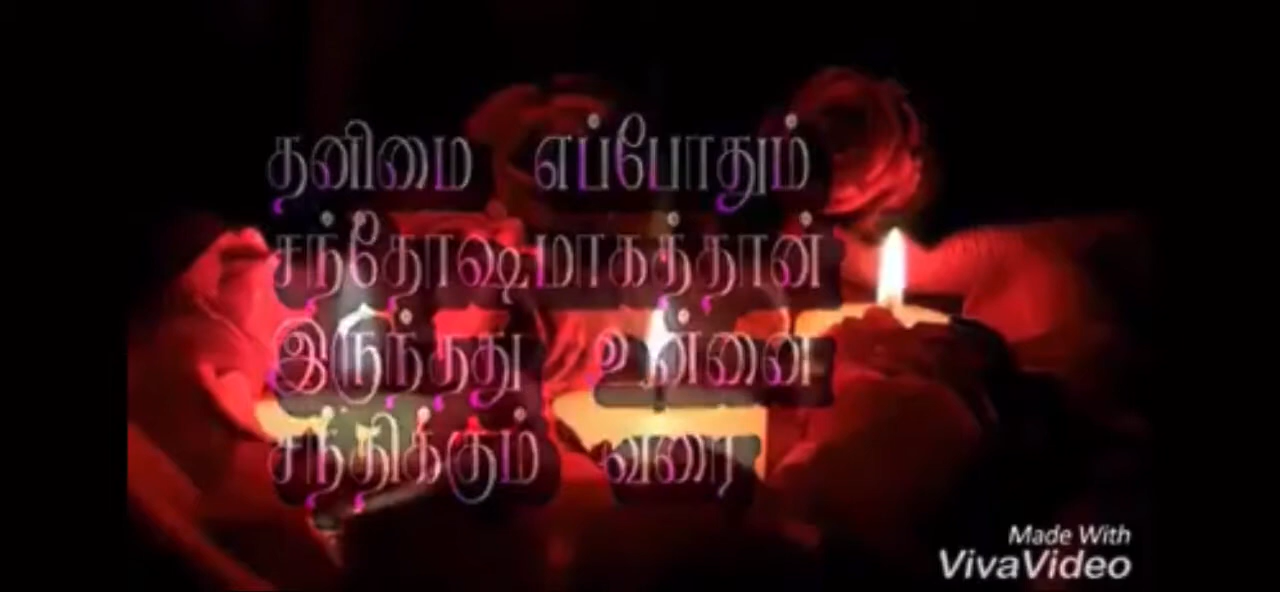 தனிமை எப்போதும்
சந்தோஷமாகத்தான்
இருந்தது உன்னை
சந்திக்கும் வரை
Made With
VivaVideo